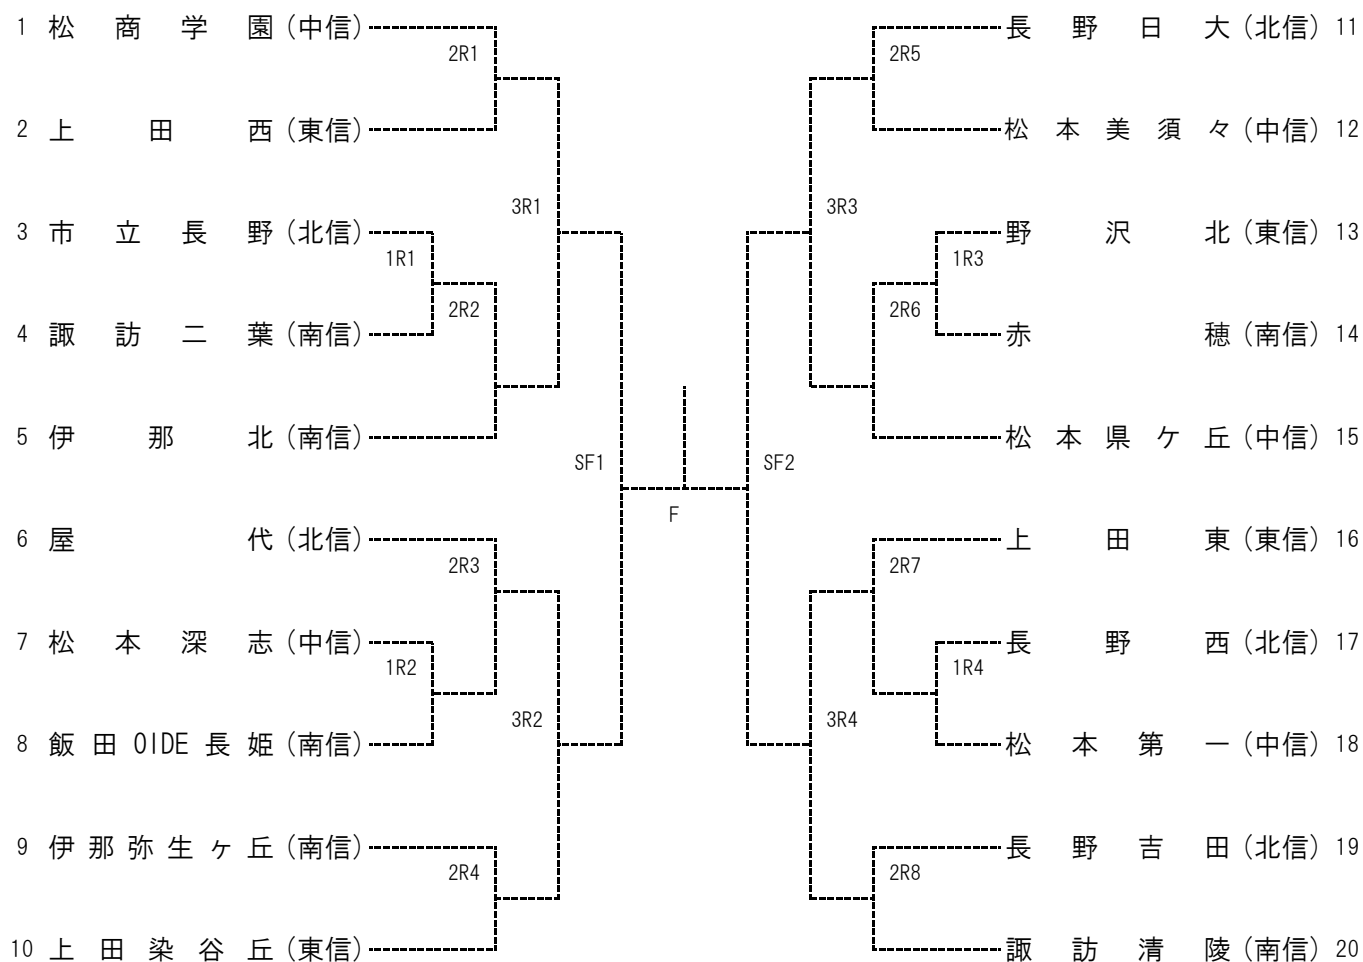 1 松商学園(中信)
2R1
2 上田西(東信)
3R1
3 市立長野(北信)
1R1
2R2
4 諏訪二葉(南信)
5 伊那北(南信)
SF1
6 屋代(北信)
2R3
7 松本深志(中信)
1R2
3R2
8 飯田OIDE長姫(南信)
9 伊那弥生ヶ丘(南信)
2R4
10 上田染谷丘(東信)
F
長野日大(北信) 11
2R5
松本美須々(中信) 12
3R3
野沢北(東信) 13
1R3
2R6
赤穂(南信) 14
松本県ケ丘(中信) 15
SF2
上田東(東信) 16
2R7
長野西(北信) 17
1R4
3R4
松本第一(中信) 18
長野吉田(北信) 19
2R8
諏訪清陵(南信) 20